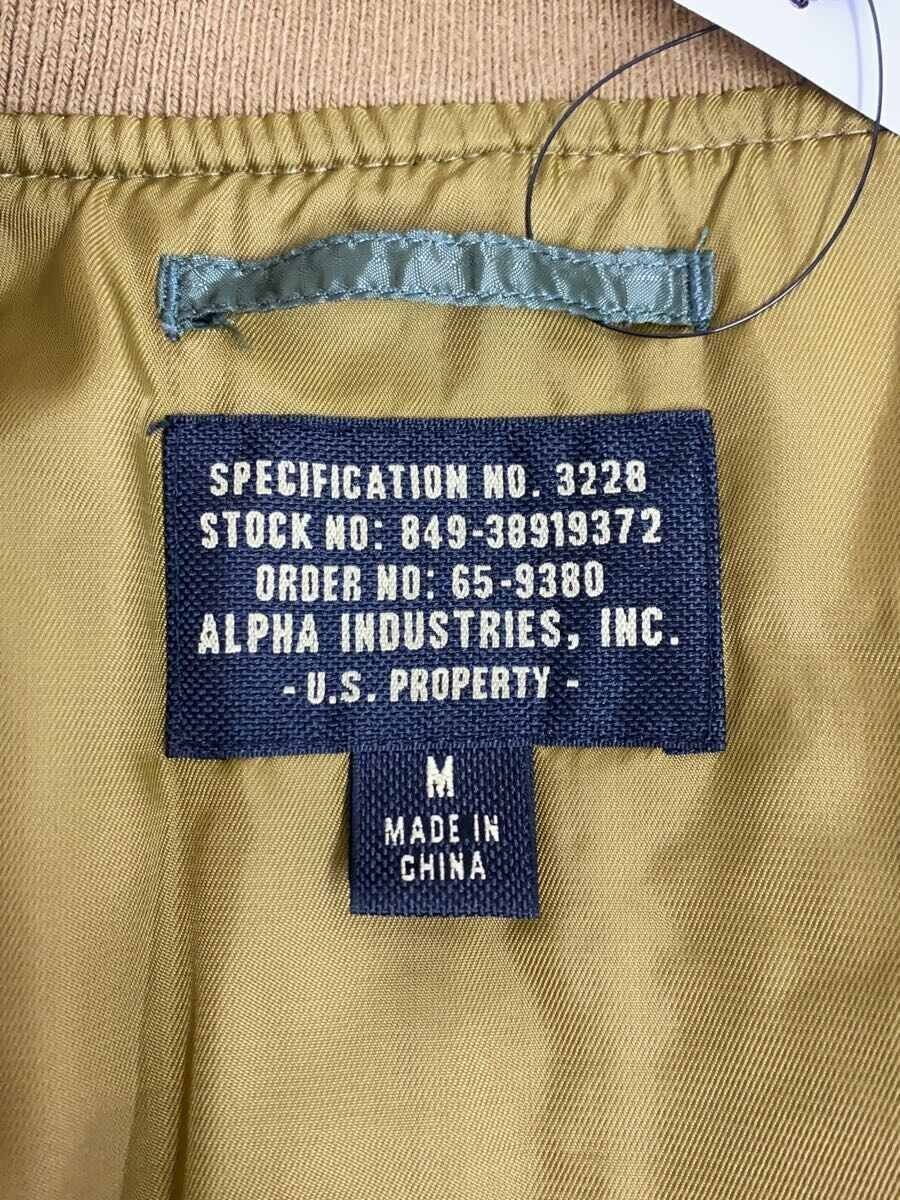 SPECIFICATION NO. 3228
STOCK NO: 849-38919372
ORDER NO: 65-9380
ALPHA INDUSTRIES, INC.
- U.S. PROPERTY -
M
MADE IN
CHINA